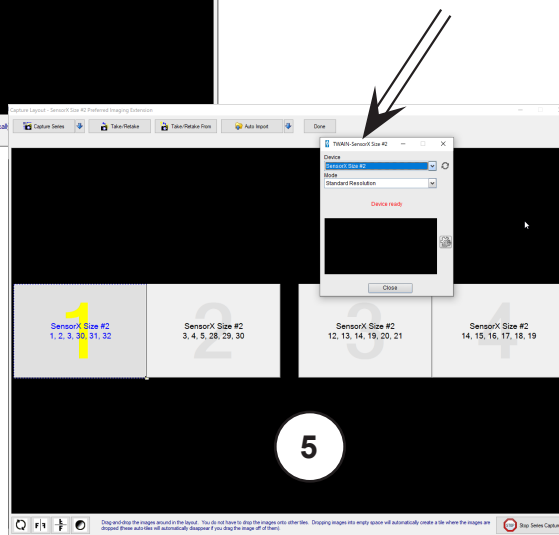 cally
Capture Layout - SensorX Size #2 Preferred Imaging Extension
Capture Series
Take/Retake
Take/Retake From
Auto Import
Done
TWAIN-SensorX Size #2
Device
SensorX Size #2
Mode
Standard Resolution
Device ready
Close
1
SensorX Size #2
1, 2, 3, 30, 31, 32
2
SensorX Size #2
3, 4, 5, 28, 29, 30
3
SensorX Size #2
12, 13, 14, 19, 20, 21
4
SensorX Size #2
14, 15, 16, 17, 18, 19
5
Drag-and-drop the images around in the layout. You do not have to drop the images onto other tiles. Dropping images into empty space will automatically create a tile where the images are
dropped (these auto-tiles will automatically disappear if you drag the image off of them)
STOP
Stop Series Capture